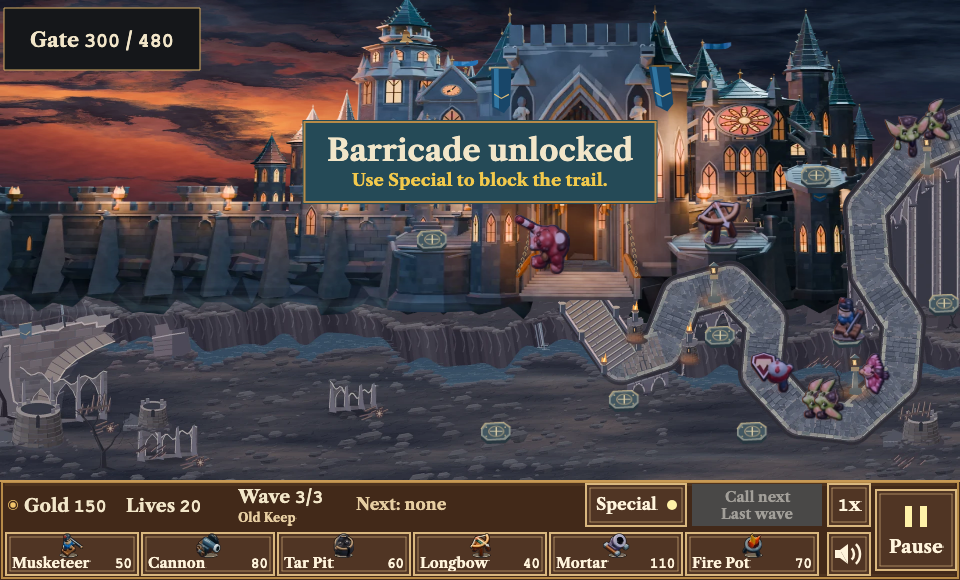 Gate 300 / 480
Barricade unlocked
Use Special to block the trail.
Gold 150
Lives 20
Wave 3/3
Old Keep
Next: none
Special
Call next
Last wave
1x
Pause
Musketeer 50
Cannon 80
Tar Pit 60
Longbow 40
Mortar 110
Fire Pot 70